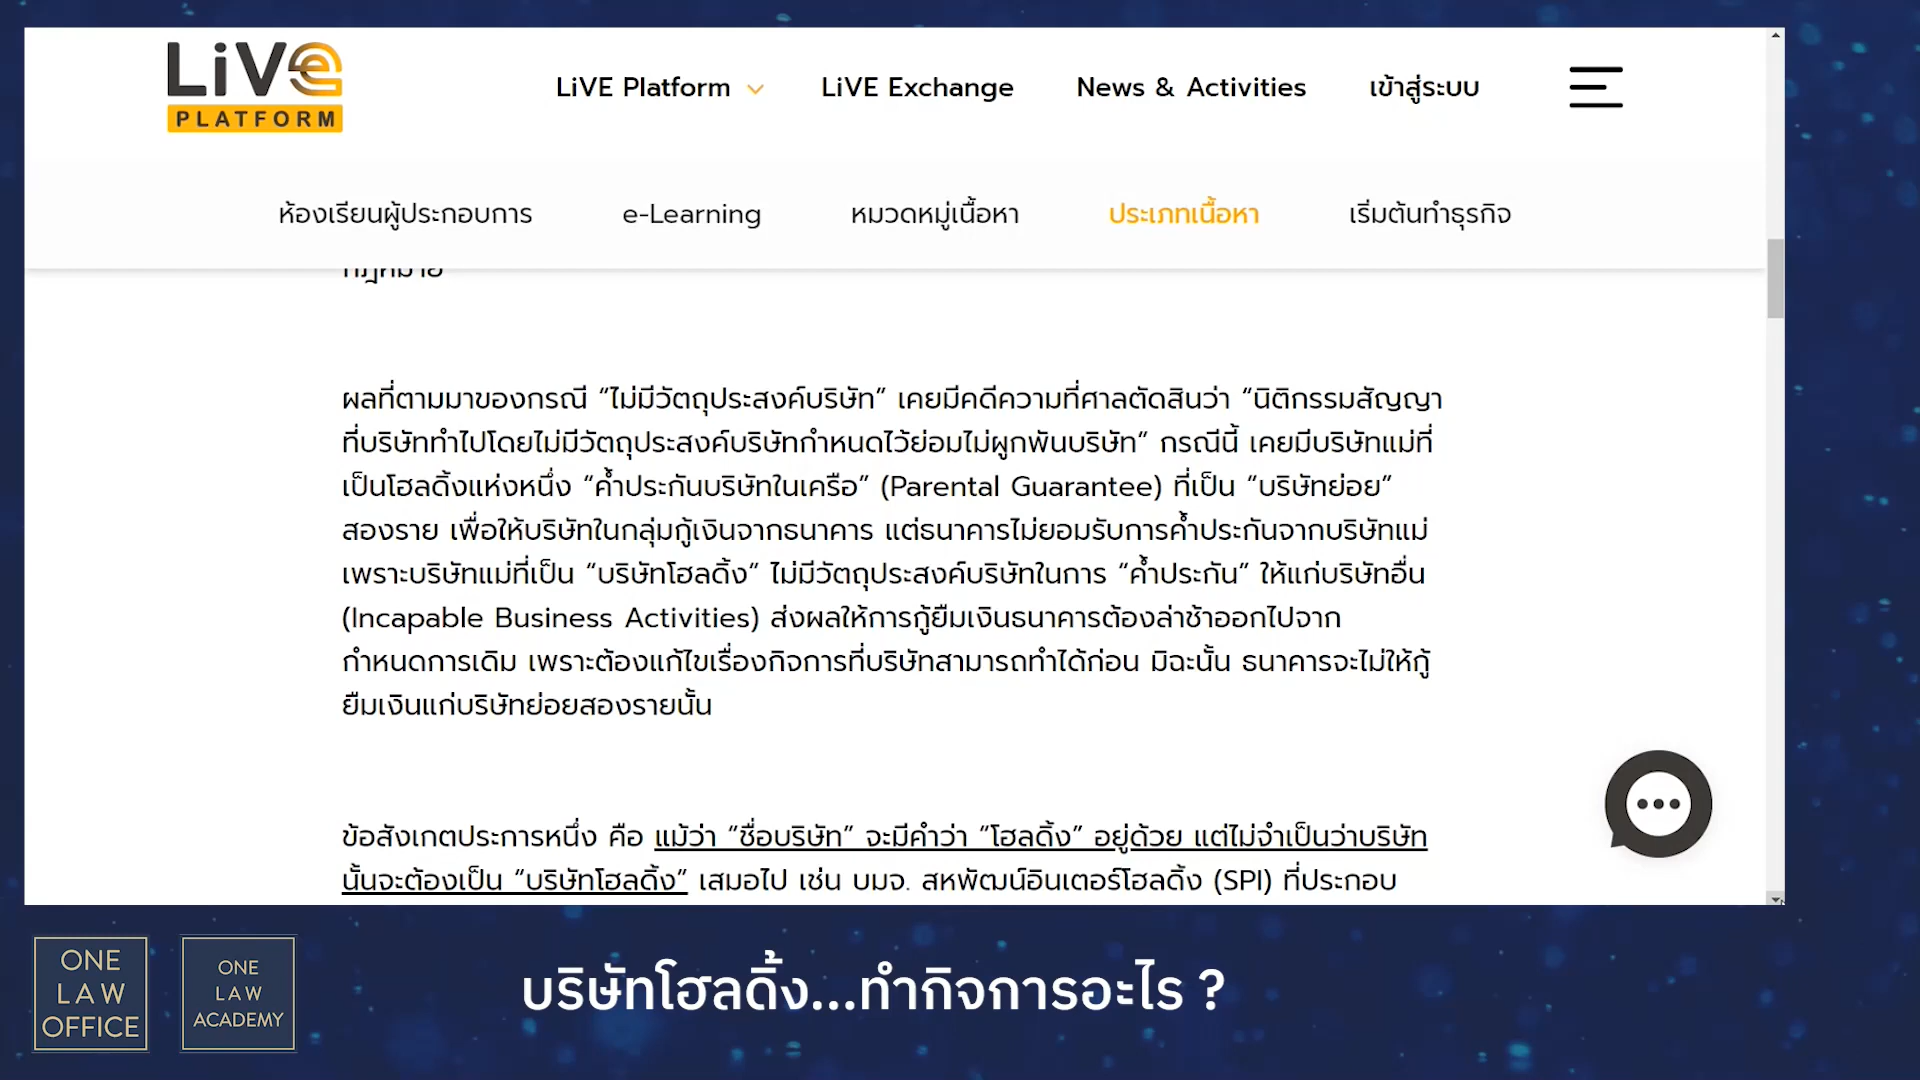 LiVe
PLATFORM
LiVE Platform
LiVE Exchange
News & Activities
เข้าสู่ระบบ
ห้องเรียนผู้ประกอบการ
e-Learning
หมวดหมู่เนื้อหา
ประเภทเนื้อหา
เริ่มต้นทำธุรกิจ
กฎหมาย
ผลที่ตามมาของกรณี “ไม่มีวัตถุประสงค์บริษัท” เคยมีคดีความที่ศาลตัดสินว่า “นิติกรรมสัญญา
ที่บริษัททำไปโดยไม่มีวัตถุประสงค์บริษัทกำหนดไว้ย่อมไม่ผูกพันบริษัท” กรณีนี้ เคยมีบริษัทแม่ที่
เป็นโฮลดิ้งแห่งหนึ่ง “ค้ำประกันบริษัทในเครือ” (Parental Guarantee) ที่เป็น “บริษัทย่อย”
สองราย เพื่อให้บริษัทในกลุ่มกู้เงินจากธนาคาร แต่ธนาคารไม่ยอมรับการค้ำประกันจากบริษัทแม่
เพราะบริษัทแม่ที่เป็น “บริษัทโฮลดิ้ง” ไม่มีวัตถุประสงค์บริษัทในการ “ค้ำประกัน” ให้แก่บริษัทอื่น
(Incapable Business Activities) ส่งผลให้การกู้ยืมเงินธนาคารต้องล่าช้าออกไปจาก
กำหนดการเดิม เพราะต้องแก้ไขเรื่องกิจการที่บริษัทสามารถทำได้ก่อน มิฉะนั้น ธนาคารจะไม่ให้กู้
ยืมเงินแก่บริษัทย่อยสองรายนั้น
ข้อสังเกตประการหนึ่ง คือ แม้ว่า “ชื่อบริษัท” จะมีคำว่า “โฮลดิ้ง” อยู่ด้วย แต่ไม่จำเป็นว่าบริษัท
นั้นจะต้องเป็น “บริษัทโฮลดิ้ง” เสมอไป เช่น บมจ. สหพัฒน์อินเตอร์โฮลดิ้ง (SPI) ที่ประกอบ
ONE
LAW
OFFICE
ONE
LAW
ACADEMY
บริษัทโฮลดิ้ง...ทำกิจการอะไร ?